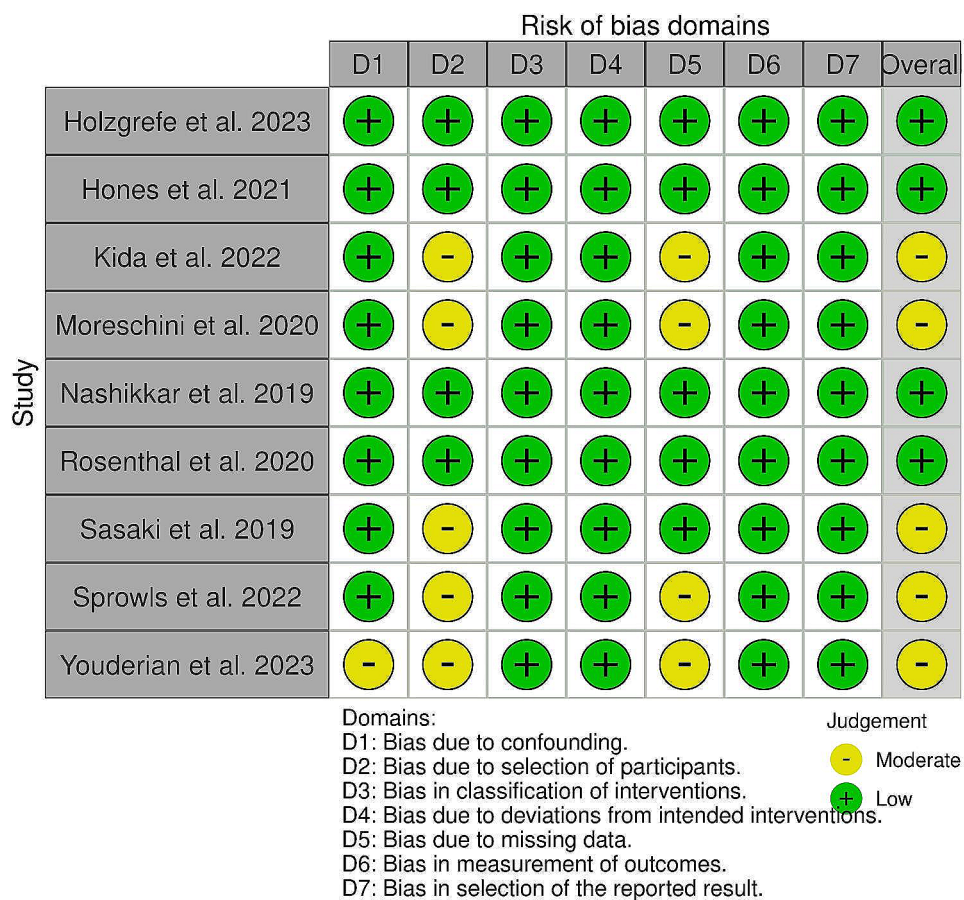 Risk of bias domains
D1 D2 D3 D4 D5 D6 D7 Overall
Study
Holzgrefe et al. 2023 + + + + + + + +
Hones et al. 2021 + + + + + + + +
Kida et al. 2022 + - + + - + + -
Moreschini et al. 2020 + - + + - + + -
Nashikkar et al. 2019 + + + + + + + +
Rosenthal et al. 2020 + + + + + + + +
Sasaki et al. 2019 + - + + + + + -
Sprowls et al. 2022 + - + + - + + -
Youderian et al. 2023 - - + + - + + -
Domains:
D1: Bias due to confounding.
D2: Bias due to selection of participants.
D3: Bias in classification of interventions.
D4: Bias due to deviations from intended interventions.
D5: Bias due to missing data.
D6: Bias in measurement of outcomes.
D7: Bias in selection of the reported result.
Judgement
- Moderate
+ Low